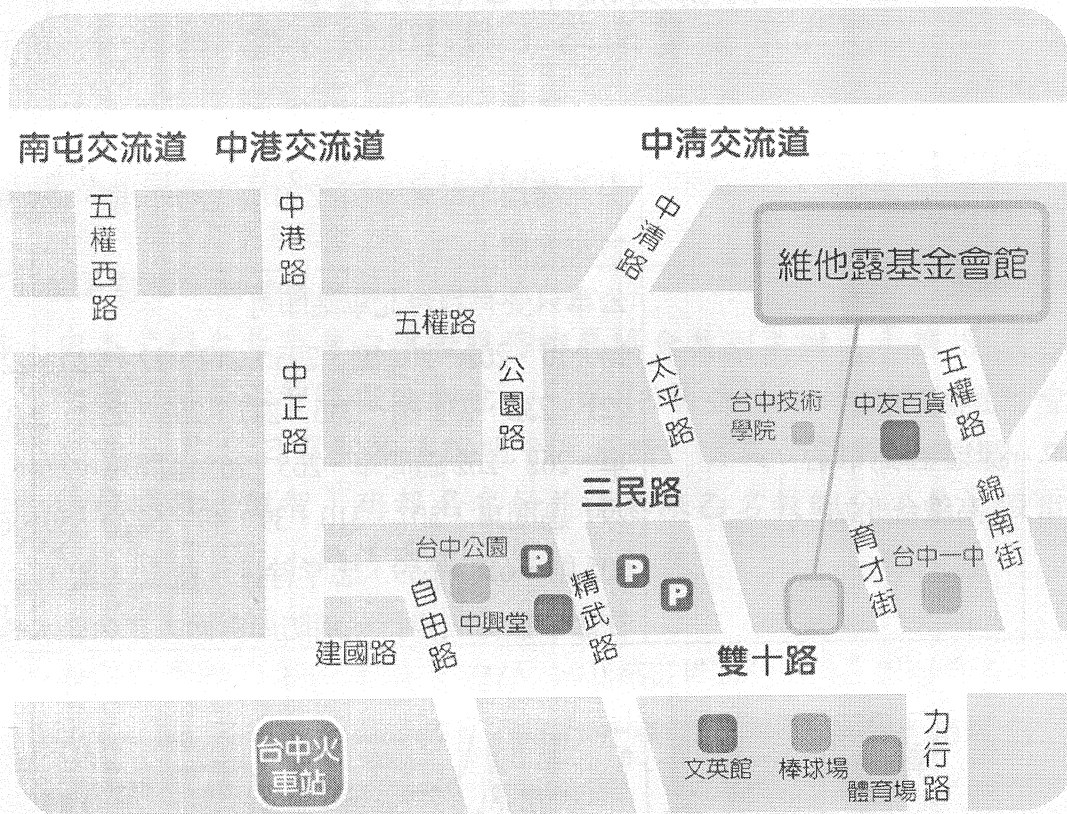 南屯交流道
中港交流道
中清交流道
五權西路
中港路
中清路
維他露基金會館
五權路
中正路
公園路
太平路
台中技術
學院
中友百貨
五權路
三民路
錦南街
台中公園
P
P
P
精武路
育才街
台中一中
自由路
中興堂
建國路
雙十路
台中火
車站
文英館
棒球場
體育場
力行路